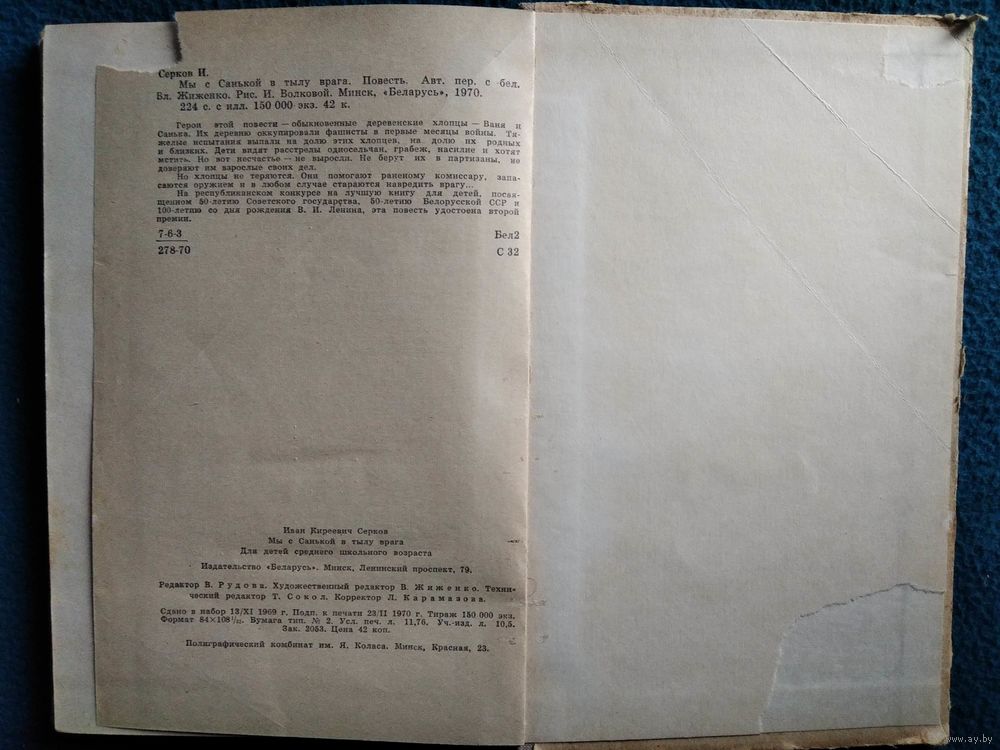 Серков И.
Мы с Санькой в тылу врага. Повесть. Авт. пер. с бел.
Вл. Жиженко. Рис. И. Волковой. Минск, «Беларусь», 1970.
224 с. с илл. 150 000 экз. 42 к.
Герои этой повести — обыкновенные деревенские хлопцы — Ваня и
Санька. Их деревню оккупировали фашисты в первые месяцы войны. Тя-
желые испытания выпали на долю этих хлопцев, на долю их родных
и близких. Дети видят расстрелы односельчан, грабеж, насилие и хотят
мстить. Но вот несчастье — не выросли. Не берут их в партизаны, не
доверяют им взрослые своих дел.
Но хлопцы не теряются. Они помогают раненому комиссару, запа-
саются оружием и в любом случае стараются навредить врагу...
На республиканском конкурсе на лучшую книгу для детей, посвя-
щенном 50-летию Советского государства, 50-летию Белорусской ССР и
100-летию со дня рождения В. И. Ленина, эта повесть удостоена второй
премии.
7-6-3 Бел2
278-70 С 32
Иван Киреевич Серков
Мы с Санькой в тылу врага
Для детей среднего школьного возраста
Издательство «Беларусь». Минск, Ленинский проспект, 79.
Редактор В. Рудова. Художественный редактор В. Жиженко. Техни-
ческий редактор Т. Сокол. Корректор Л. Карамазова.
Сдано в набор 13/XI 1969 г. Подп. к печати 23/II 1970 г. Тираж 150 000 экз.
Формат 84×108 1/32. Бумага тип. № 2. Усл. печ. л. 11,76. Уч.-изд. л. 10,5.
Зак. 2053. Цена 42 коп.
Полиграфический комбинат им. Я. Коласа. Минск, Красная, 23.
www.ay.by